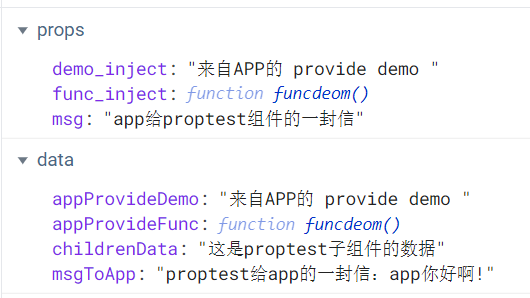 props
demo_inject: "来自APP的 provide demo "
func_inject: function funcdeom()
msg: "app给proptest组件的一封信"
data
appProvideDemo: "来自APP的 provide demo "
appProvideFunc: function funcdeom()
childrenData: "这是proptest子组件的数据"
msgToApp: "proptest给app的一封信：app你好啊!"